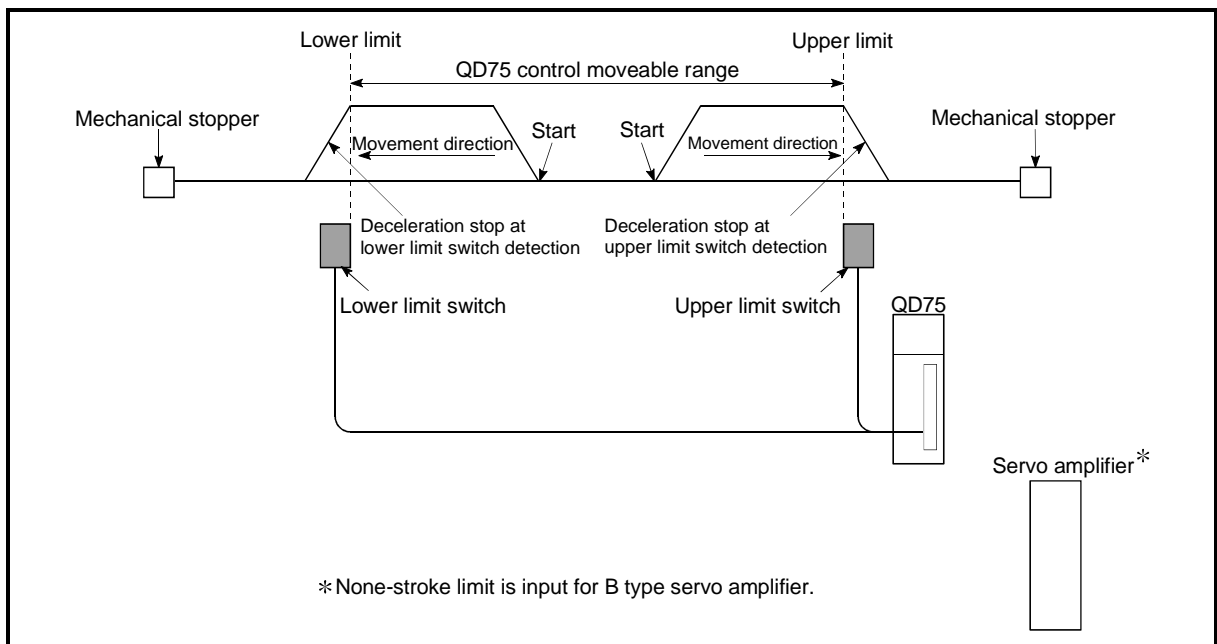 Lower limit
Upper limit
QD75 control moveable range
Mechanical stopper
Mechanical stopper
Start
Start
Movement direction
Movement direction
Deceleration stop at
lower limit switch detection
Deceleration stop at
upper limit switch detection
Lower limit switch
Upper limit switch
QD75
Servo amplifier*
*None-stroke limit is input for B type servo amplifier.